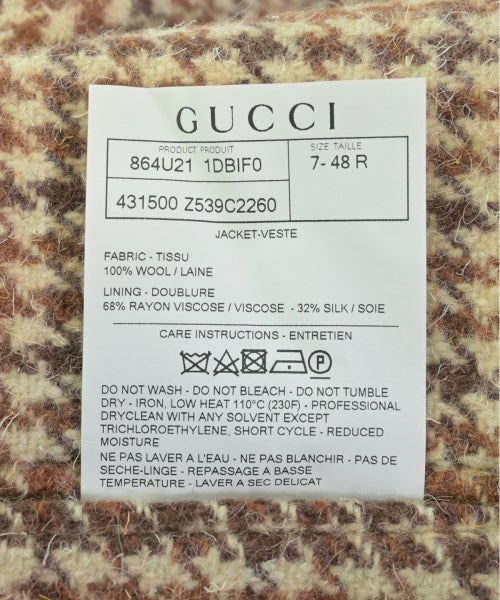 GUCCI
PRODUCT PRODUIT
SIZE TAILLE
864U21 1DBIF0
7- 48 R
431500 Z539C2260
JACKET-VESTE
FABRIC - TISSU
100% WOOL / LAINE
LINING - DOUBLURE
68% RAYON VISCOSE / VISCOSE - 32% SILK / SOIE
CARE INSTRUCTIONS - ENTRETIEN
P
DO NOT WASH - DO NOT BLEACH - DO NOT TUMBLE
DRY - IRON, LOW HEAT 110°C (230F) - PROFESSIONAL
DRYCLEAN WITH ANY SOLVENT EXCEPT
TRICHLOROETHYLENE, SHORT CYCLE - REDUCED
MOISTURE
NE PAS LAVER A L'EAU - NE PAS BLANCHIR - PAS DE
SECHE-LINGE - REPASSAGE A BASSE
TEMPERATURE - LAVER A SEC DELICAT